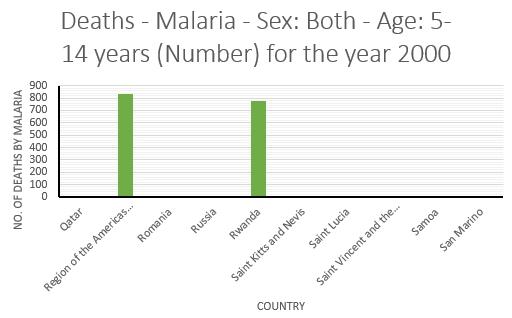 Deaths - Malaria - Sex: Both - Age: 5-
14 years (Number) for the year 2000
NO. OF DEATHS BY MALARIA
900
800
700
600
500
400
300
200
100
0
Qatar
Region of the Americas...
Romania
Russia
Rwanda
Saint Kitts and Nevis
Saint Lucia
Saint Vincent and the...
Samoa
San Marino
COUNTRY